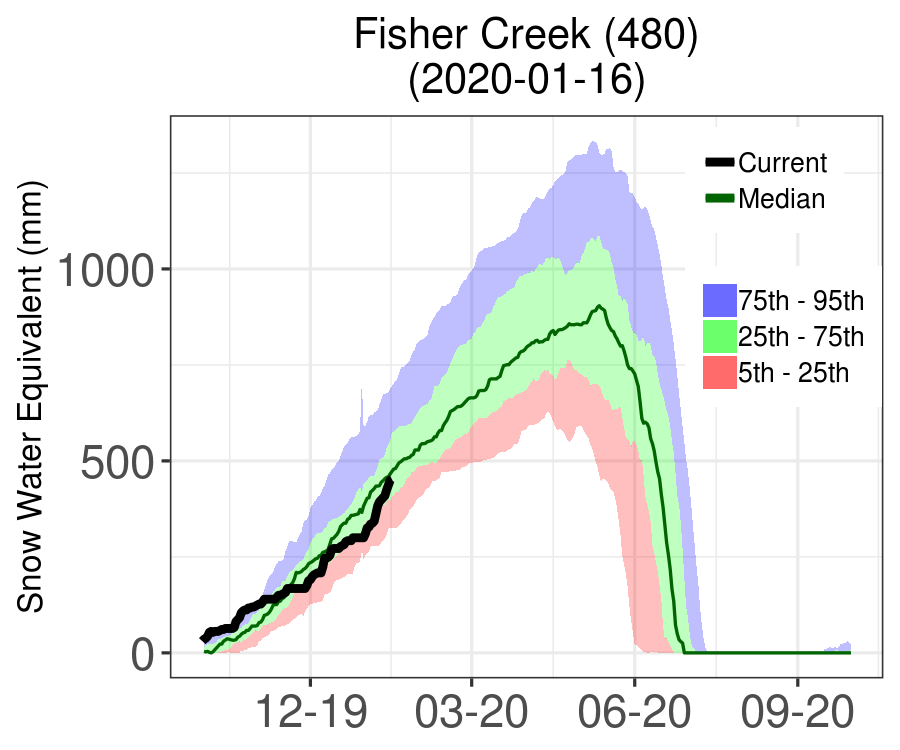 Fisher Creek (480)
(2020-01-16)
Snow Water Equivalent (mm)
1000
500
0
12-19
03-20
06-20
09-20
Current
Median
75th - 95th
25th - 75th
5th - 25th